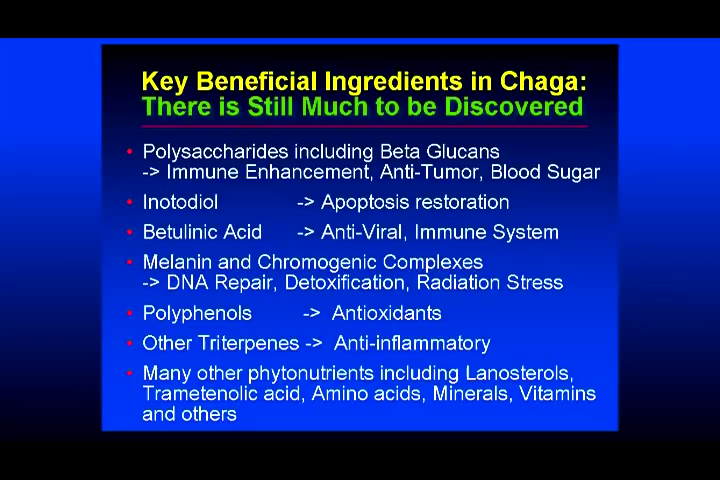 Key Beneficial Ingredients in Chaga:
There is Still Much to be Discovered
• Polysaccharides including Beta Glucans
-> Immune Enhancement, Anti-Tumor, Blood Sugar
• Inotodiol -> Apoptosis restoration
• Betulinic Acid -> Anti-Viral, Immune System
• Melanin and Chromogenic Complexes
-> DNA Repair, Detoxification, Radiation Stress
• Polyphenols -> Antioxidants
• Other Triterpenes -> Anti-inflammatory
• Many other phytonutrients including Lanosterols,
Trametenolic acid, Amino acids, Minerals, Vitamins
and others